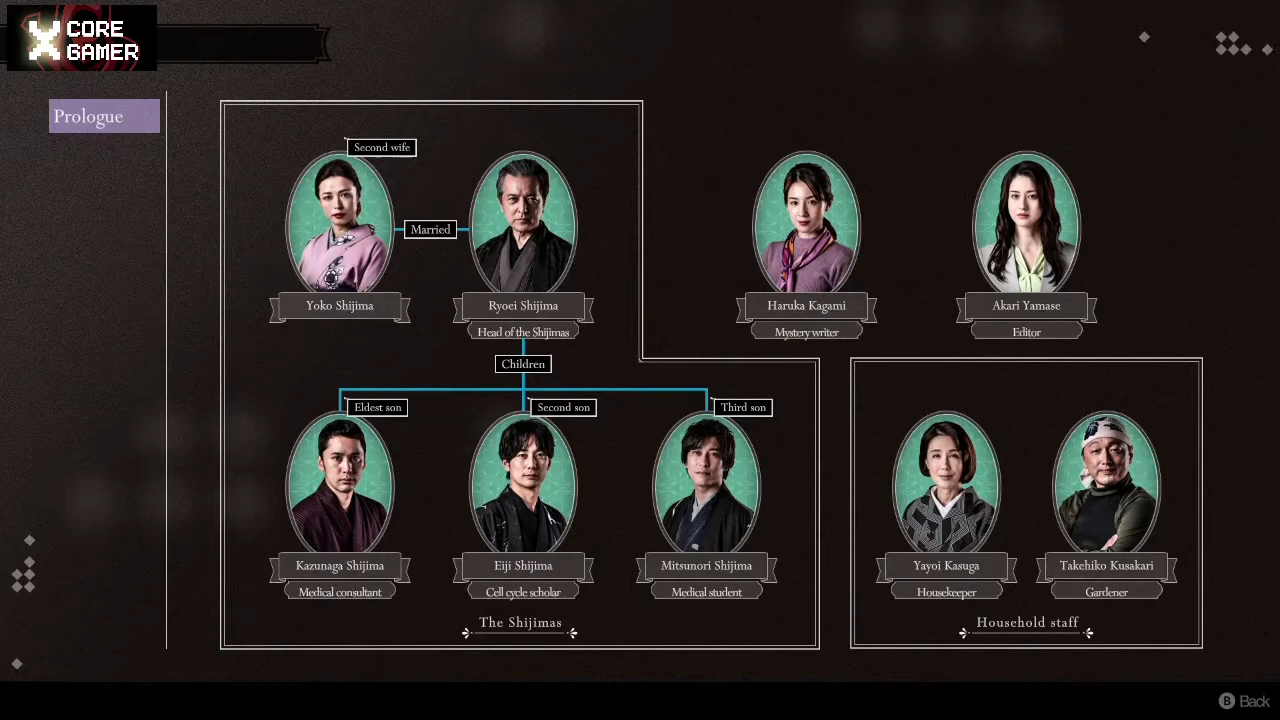 CORE
GAMER
Prologue
Second wife
Married
Yoko Shijima
Ryoei Shijima
Head of the Shijimas
Haruka Kagami
Mystery writer
Akari Yamase
Editor
Children
Eldest son
Second son
Third son
Kazunaga Shijima
Medical consultant
Eiji Shijima
Cell cycle scholar
Mitsunori Shijima
Medical student
The Shijimas
Yayoi Kasuga
Housekeeper
Takehiko Kusakari
Gardener
Household staff
B Back